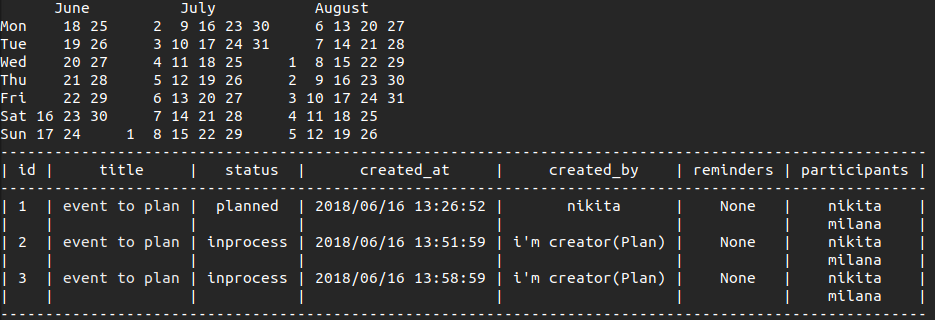 June          July           August
Mon    18 25     2  9 16 23 30     6 13 20 27
Tue    19 26     3 10 17 24 31     7 14 21 28
Wed    20 27     4 11 18 25     1  8 15 22 29
Thu    21 28     5 12 19 26     2  9 16 23 30
Fri    22 29     6 13 20 27     3 10 17 24 31
Sat 16 23 30     7 14 21 28     4 11 18 25
Sun 17 24     1  8 15 22 29     5 12 19 26
-------------------------------------------------------------------------------------------------------
| id |     title     |   status  |      created_at     |     created_by    | reminders | participants |
-------------------------------------------------------------------------------------------------------
| 1  | event to plan |  planned  | 2018/06/16 13:26:52 |       nikita      |    None   |    nikita    |
|    |               |           |                     |                   |           |    milana    |
| 2  | event to plan | inprocess | 2018/06/16 13:51:59 | i'm creator(Plan) |    None   |    nikita    |
|    |               |           |                     |                   |           |    milana    |
| 3  | event to plan | inprocess | 2018/06/16 13:58:59 | i'm creator(Plan) |    None   |    nikita    |
|    |               |           |                     |                   |           |    milana    |
-------------------------------------------------------------------------------------------------------